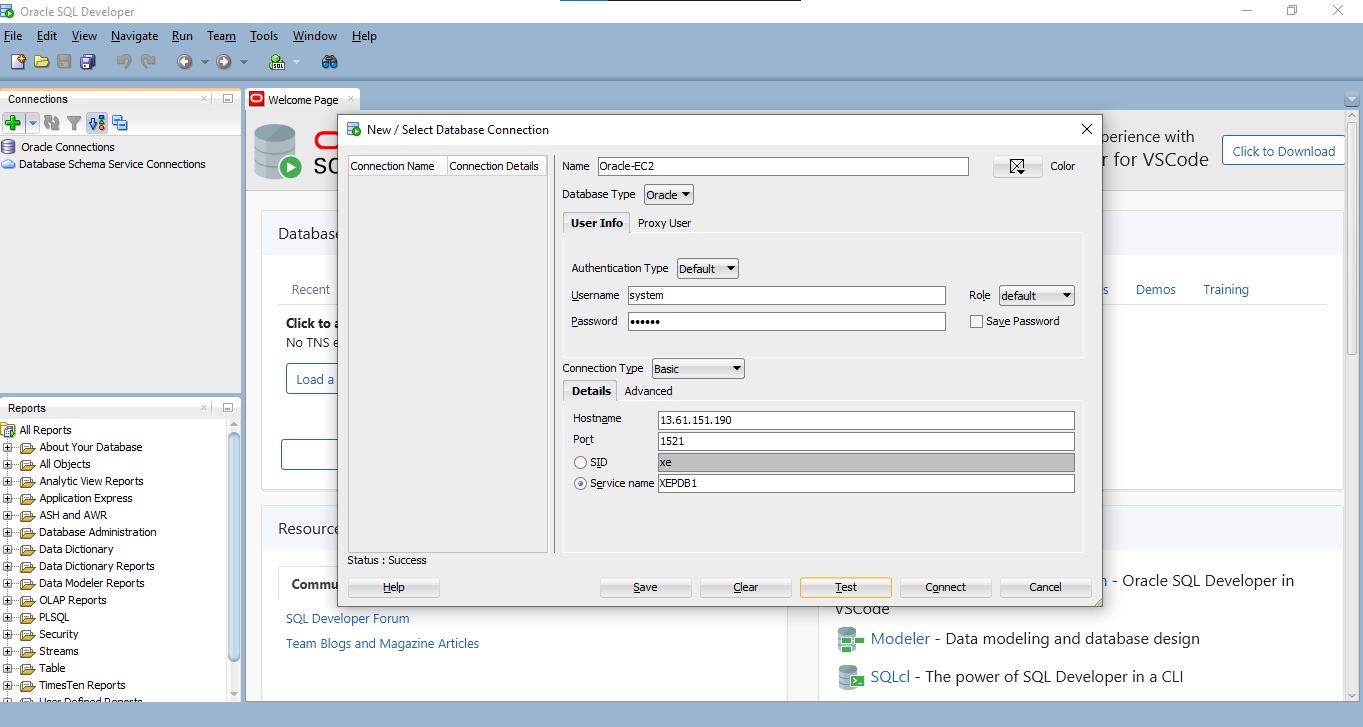 Oracle SQL Developer
File Edit View Navigate Run Team Tools Window Help
Connections
Oracle Connections
Database Schema Service Connections
Reports
All Reports
About Your Database
All Objects
Analytic View Reports
Application Express
ASH and AWR
Database Administration
Data Dictionary
Data Dictionary Reports
Data Modeler Reports
OLAP Reports
PLSQL
Security
Streams
Table
TimesTen Reports
User Defined Reports
Welcome Page
SQ
perience with
r for VSCode
Click to Download
Database
Recent
Click to a
No TNS e
Load a
s Demos Training
New / Select Database Connection
Connection Name Connection Details
Name Oracle-EC2 Color
Database Type Oracle
User Info Proxy User
Authentication Type Default
Username system Role default
Password •••••• Save Password
Connection Type Basic
Details Advanced
Hostname 13.61.151.190
Port 1521
SID xe
Service name XEPDB1
Status : Success
Help Save Clear Test Connect Cancel
Resource
Commu
SQL Developer Forum
Team Blogs and Magazine Articles
- Oracle SQL Developer in
VSCode
Modeler - Data modeling and database design
SQLcl - The power of SQL Developer in a CLI